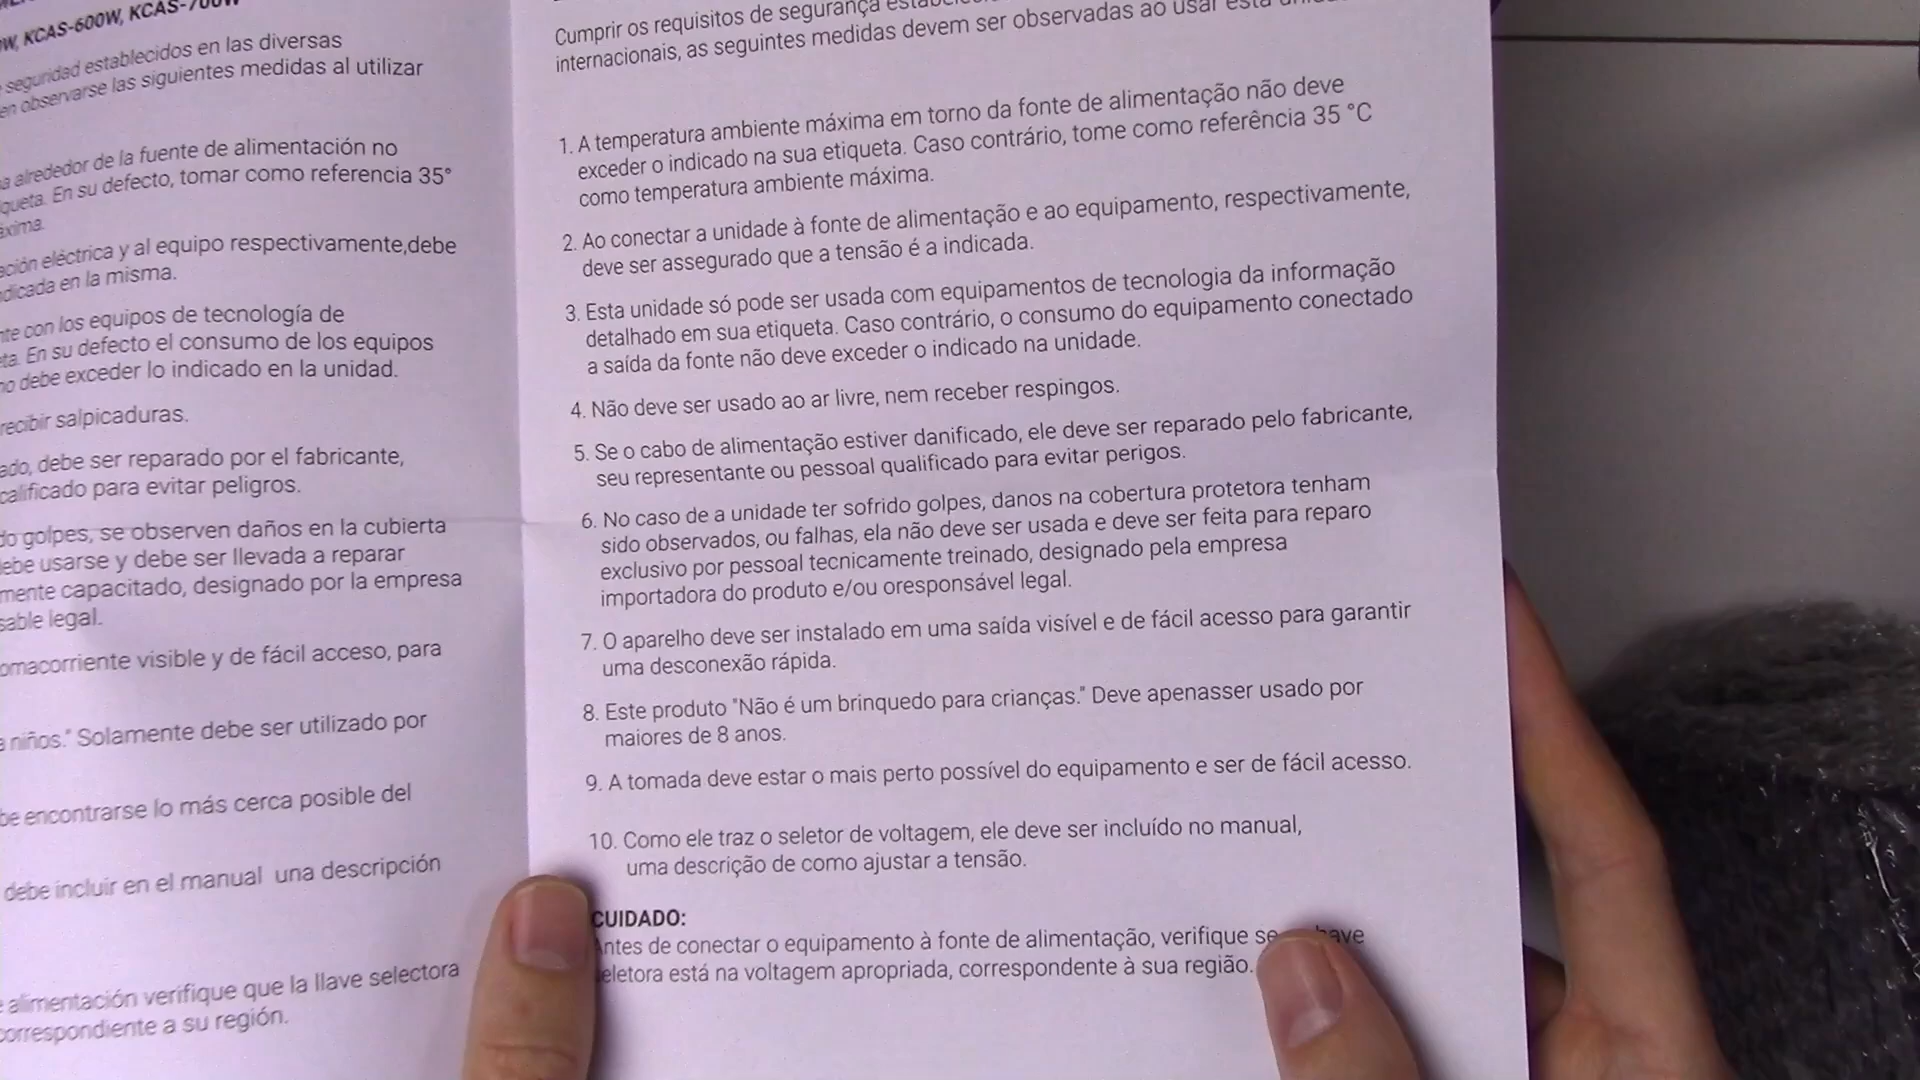 W, KCAS-600W, KCAS-700W
seguridad establecidos en las diversas
en observarse las siguientes medidas al utilizar
a alrededor de la fuente de alimentación no
queta. En su defecto, tomar como referencia 35°
áxima.
ación eléctrica y al equipo respectivamente,debe
ndicada en la misma.
nte con los equipos de tecnología de
eta. En su defecto el consumo de los equipos
no debe exceder lo indicado en la unidad.
recibir salpicaduras.
ado, debe ser reparado por el fabricante,
calificado para evitar peligros.
do golpes, se observen daños en la cubierta
ebe usarse y debe ser llevada a reparar
mente capacitado, designado por la empresa
sable legal.
omacorriente visible y de fácil acceso, para
a niños." Solamente debe ser utilizado por
be encontrarse lo más cerca posible del
debe incluir en el manual una descripción
alimentación verifique que la llave selectora
correspondiente a su región.
Cumprir os requisitos de segurança
internacionais, as seguintes medidas devem ser observadas ao usar esta
1. A temperatura ambiente máxima em torno da fonte de alimentação não deve
exceder o indicado na sua etiqueta. Caso contrário, tome como referência 35 °C
como temperatura ambiente máxima.
2. Ao conectar a unidade à fonte de alimentação e ao equipamento, respectivamente,
deve ser assegurado que a tensão é a indicada.
3. Esta unidade só pode ser usada com equipamentos de tecnologia da informação
detalhado em sua etiqueta. Caso contrário, o consumo do equipamento conectado
a saída da fonte não deve exceder o indicado na unidade.
4. Não deve ser usado ao ar livre, nem receber respingos.
5. Se o cabo de alimentação estiver danificado, ele deve ser reparado pelo fabricante,
seu representante ou pessoal qualificado para evitar perigos.
6. No caso de a unidade ter sofrido golpes, danos na cobertura protetora tenham
sido observados, ou falhas, ela não deve ser usada e deve ser feita para reparo
exclusivo por pessoal tecnicamente treinado, designado pela empresa
importadora do produto e/ou oresponsável legal.
7. O aparelho deve ser instalado em uma saída visível e de fácil acesso para garantir
uma desconexão rápida.
8. Este produto "Não é um brinquedo para crianças." Deve apenasser usado por
maiores de 8 anos.
9. A tomada deve estar o mais perto possível do equipamento e ser de fácil acesso.
10. Como ele traz o seletor de voltagem, ele deve ser incluído no manual,
uma descrição de como ajustar a tensão.
CUIDADO:
Antes de conectar o equipamento à fonte de alimentação, verifique se have
eletora está na voltagem apropriada, correspondente à sua região.